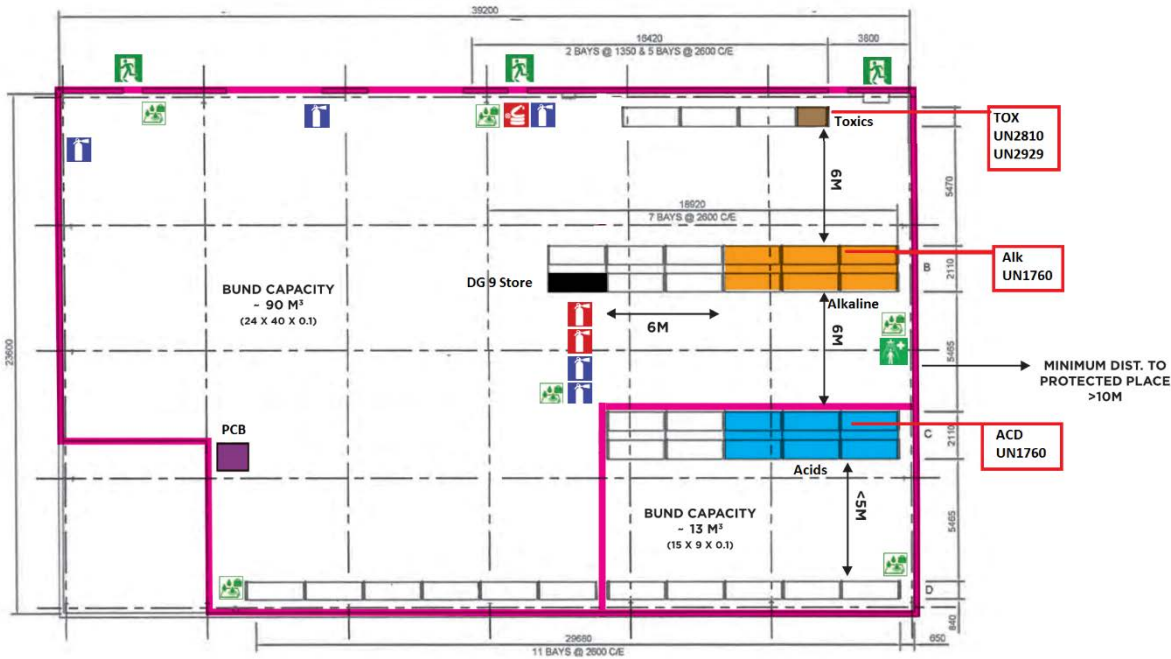 39200
16420
2 BAYS @ 1350 & 5 BAYS @ 2600 C/E
3800
Toxics
TOX
UN2810
UN2929
6M
5470
18920
7 BAYS @ 2600 C/E
23600
BUND CAPACITY
~ 90 M³
(24 X 40 X 0.1)
DG 9 Store
B
2110
Alk
UN1760
Alkaline
6M
6M
5465
MINIMUM DIST. TO
PROTECTED PLACE
>10M
PCB
C
2110
ACD
UN1760
Acids
BUND CAPACITY
~ 13 M³
(15 X 9 X 0.1)
<5M
5465
D
840
29680
11 BAYS @ 2600 C/E
650